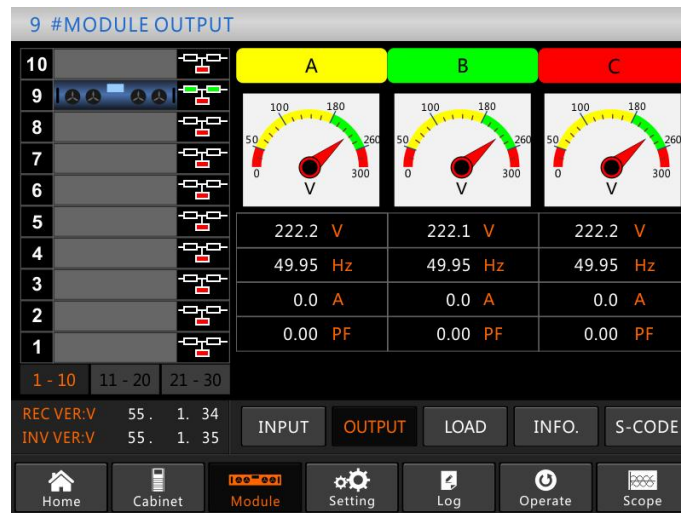 9 #MODULE OUTPUT
10
9
8
7
6
5
4
3
2
1
1 - 10 11 - 20 21 - 30
REC VER:V 55. 1. 34
INV VER:V 55. 1. 35
A B C
100 180 100 180 100 180
50 260 50 260 50 260
0 300 0 300 0 300
V V V
222.2 V 222.1 V 222.2 V
49.95 Hz 49.95 Hz 49.95 Hz
0.0 A 0.0 A 0.0 A
0.00 PF 0.00 PF 0.00 PF
INPUT OUTPUT LOAD INFO. S-CODE
Home Cabinet Module Setting Log Operate Scope